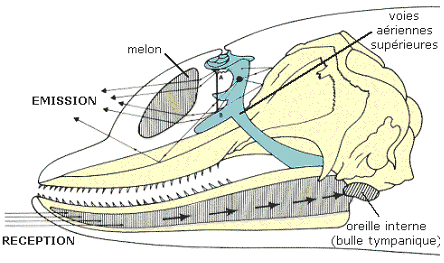 voies
aériennes
supérieures
melon
A
B
EMISSION
RECEPTION
oreille interne
(bulle tympanique)